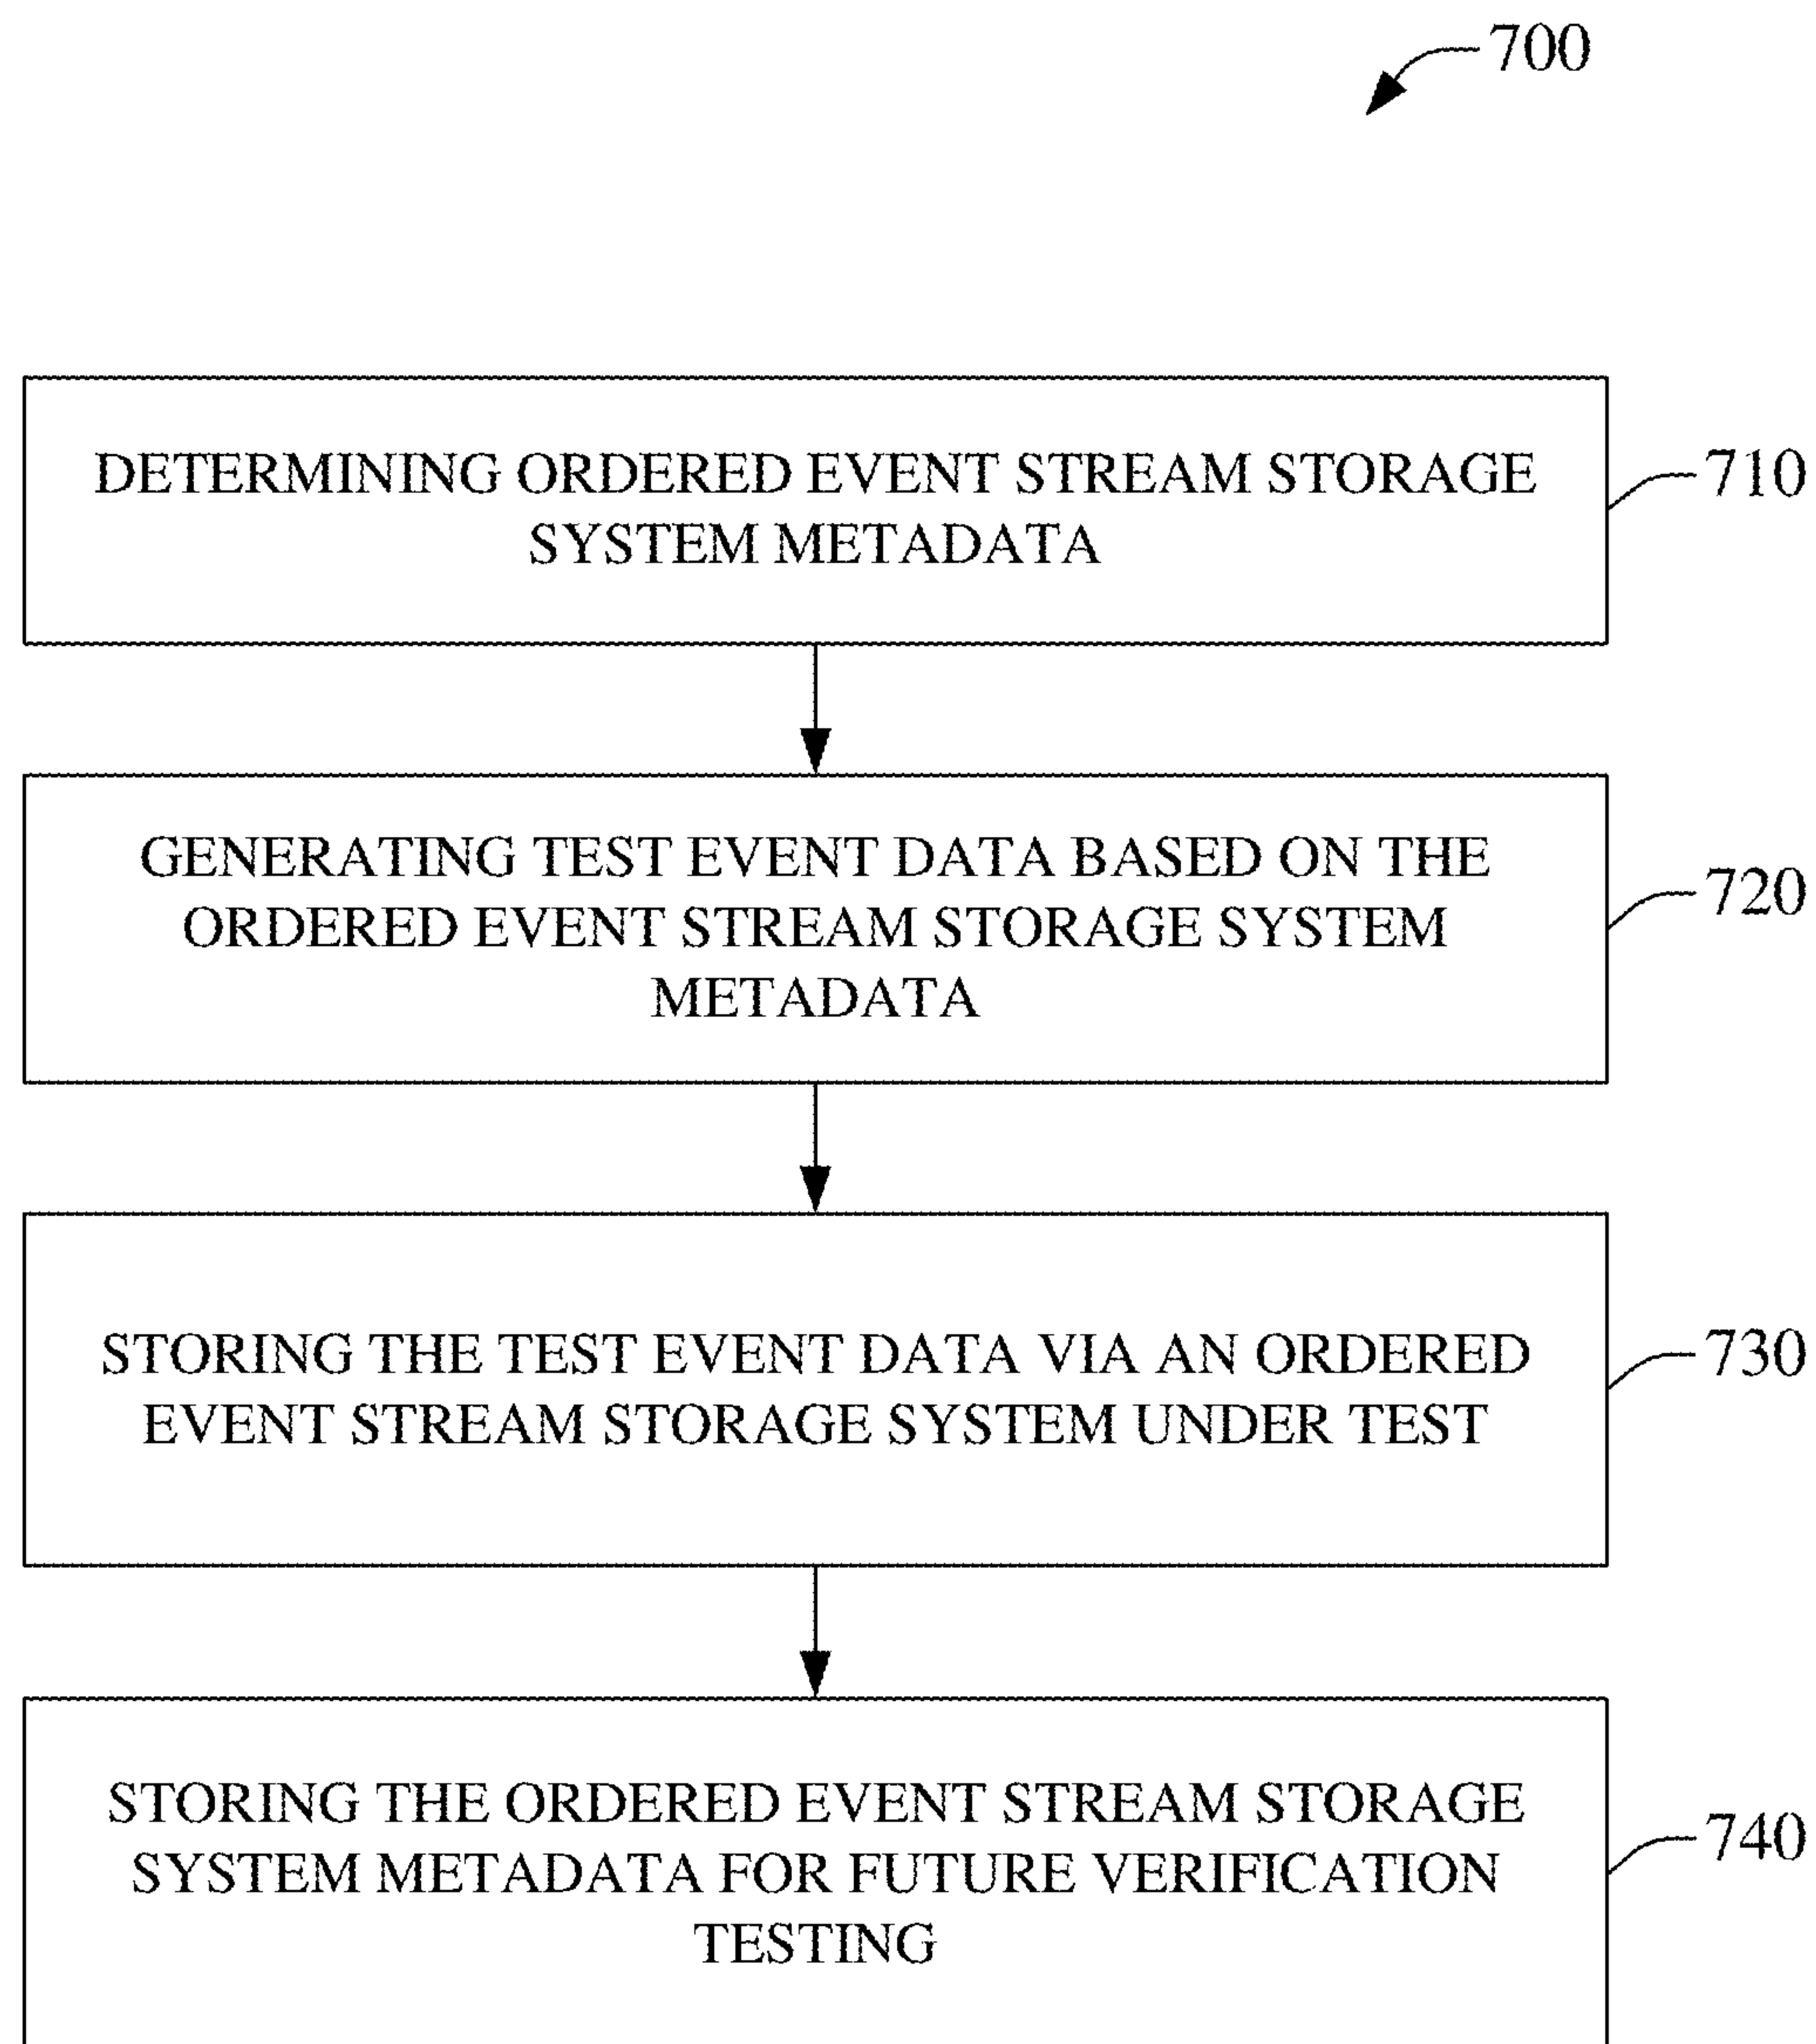 700
DETERMINING ORDERED EVENT STREAM STORAGE
SYSTEM METADATA
710
GENERATING TEST EVENT DATA BASED ON THE
ORDERED EVENT STREAM STORAGE SYSTEM
METADATA
720
STORING THE TEST EVENT DATA VIA AN ORDERED
EVENT STREAM STORAGE SYSTEM UNDER TEST
730
STORING THE ORDERED EVENT STREAM STORAGE
SYSTEM METADATA FOR FUTURE VERIFICATION
TESTING
740